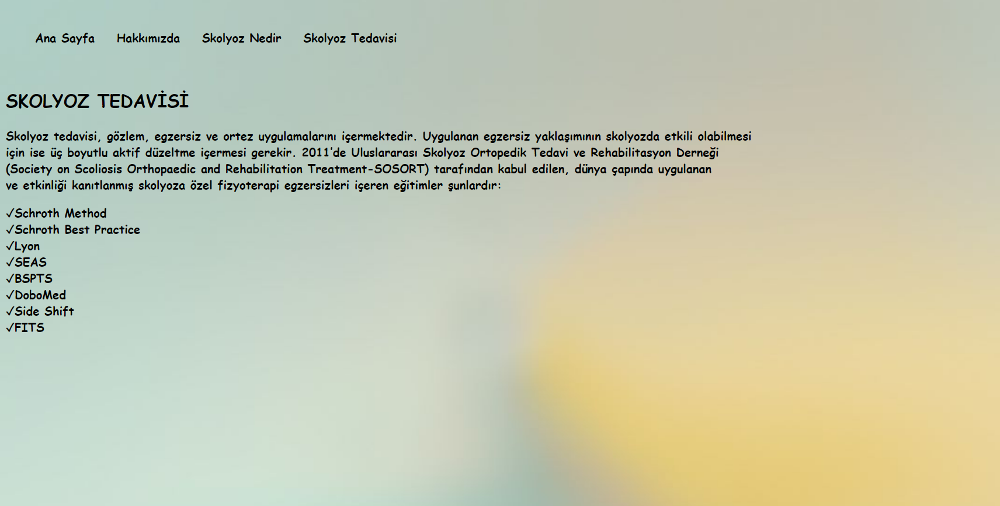 Ana Sayfa Hakkımızda Skolyoz Nedir Skolyoz Tedavisi
SKOLYOZ TEDAVİSİ
Skolyoz tedavisi, gözlem, egzersiz ve ortez uygulamalarını içermektedir. Uygulanan egzersiz yaklaşımının skolyozda etkili olabilmesi
için ise üç boyutlu aktif düzeltme içermesi gerekir. 2011'de Uluslararası Skolyoz Ortopedik Tedavi ve Rehabilitasyon Derneği
(Society on Scoliosis Orthopaedic and Rehabilitation Treatment-SOSORT) tarafından kabul edilen, dünya çapında uygulanan
ve etkinliği kanıtlanmış skolyoza özel fizyoterapi egzersizleri içeren eğitimler şunlardır:
✓Schroth Method
✓Schroth Best Practice
✓Lyon
✓SEAS
✓BSPTS
✓DoboMed
✓Side Shift
✓FITS